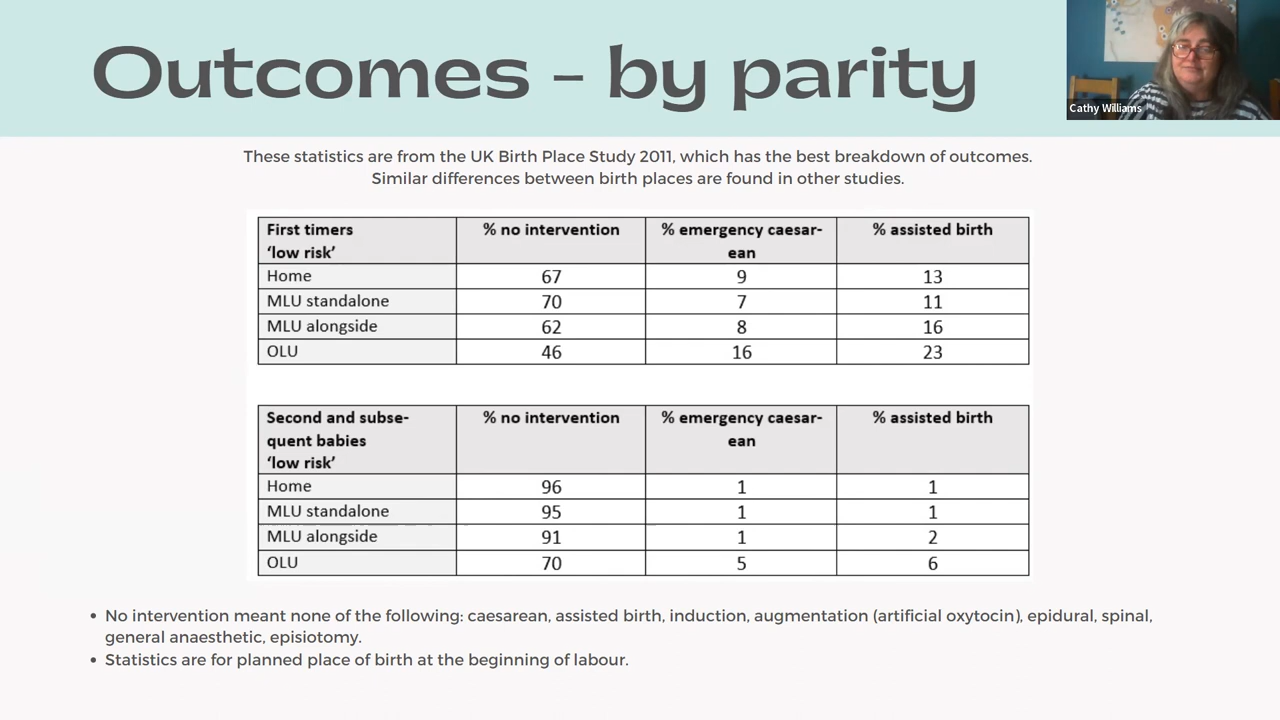 Outcomes – by parity
Cathy Williams
These statistics are from the UK Birth Place Study 2011, which has the best breakdown of outcomes.
Similar differences between birth places are found in other studies.
First timers
‘low risk’
% no intervention
% emergency caesar-
ean
% assisted birth
Home 67 9 13
MLU standalone 70 7 11
MLU alongside 62 8 16
OLU 46 16 23
Second and subse-
quent babies
‘low risk’
% no intervention
% emergency caesar-
ean
% assisted birth
Home 96 1 1
MLU standalone 95 1 1
MLU alongside 91 1 2
OLU 70 5 6
• No intervention meant none of the following: caesarean, assisted birth, induction, augmentation (artificial oxytocin), epidural, spinal,
general anaesthetic, episiotomy.
• Statistics are for planned place of birth at the beginning of labour.